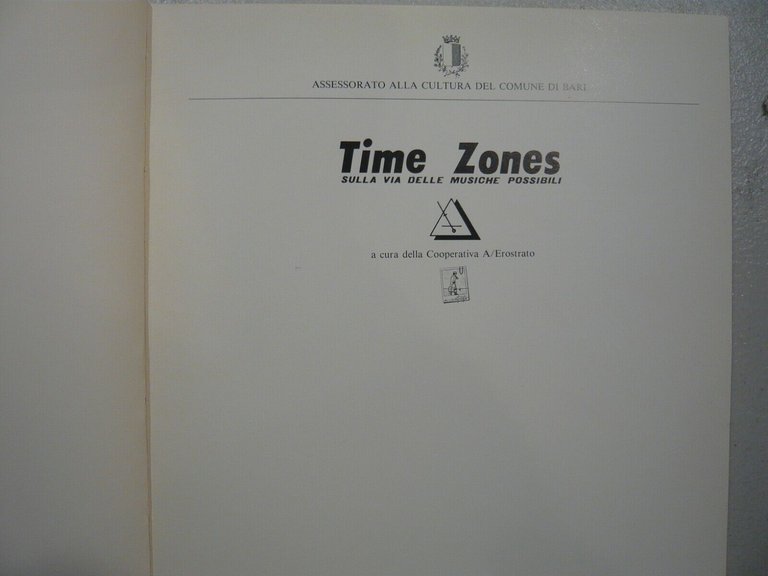 ASSESSORATO ALLA CULTURA DEL COMUNE DI BARI
Time Zones
SULLA VIA DELLE MUSICHE POSSIBILI
a cura della Cooperativa A/Erostrato